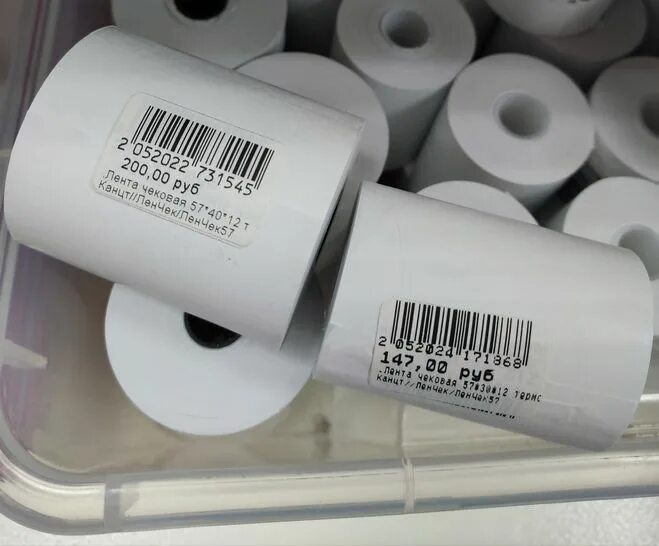 2 052022 731545
200,00 руб
.Лента чековая 57*40*12 т
Канцт//ЛенЧек/ЛенЧек57
2 052024 171868
147,00 руб
.Лента чековая 57*30*12 термо
Канцт//ЛенЧек/ЛенЧек57